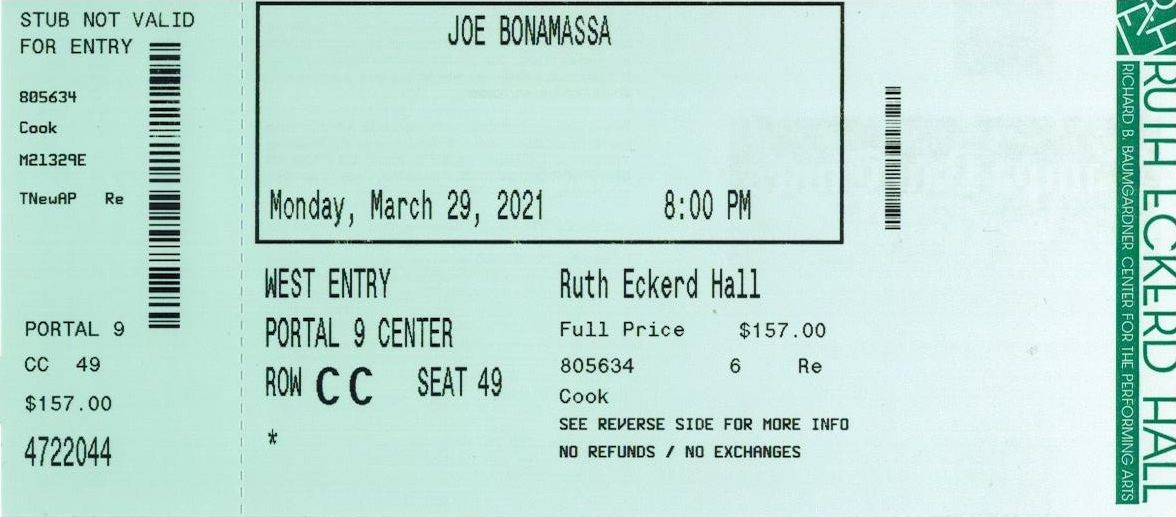 STUB NOT VALID
FOR ENTRY
805634
Cook
M21329E
TNewAP Re
PORTAL 9
CC 49
$157.00
4722044
JOE BONAMASSA
Monday, March 29, 2021 8:00 PM
WEST ENTRY
PORTAL 9 CENTER
ROW CC SEAT 49
*
Ruth Eckerd Hall
Full Price $157.00
805634 6 Re
Cook
SEE REVERSE SIDE FOR MORE INFO
NO REFUNDS / NO EXCHANGES
REH
RUTH ECKERD HALL
RICHARD B. BAUMGARDNER CENTER FOR THE PERFORMING ARTS